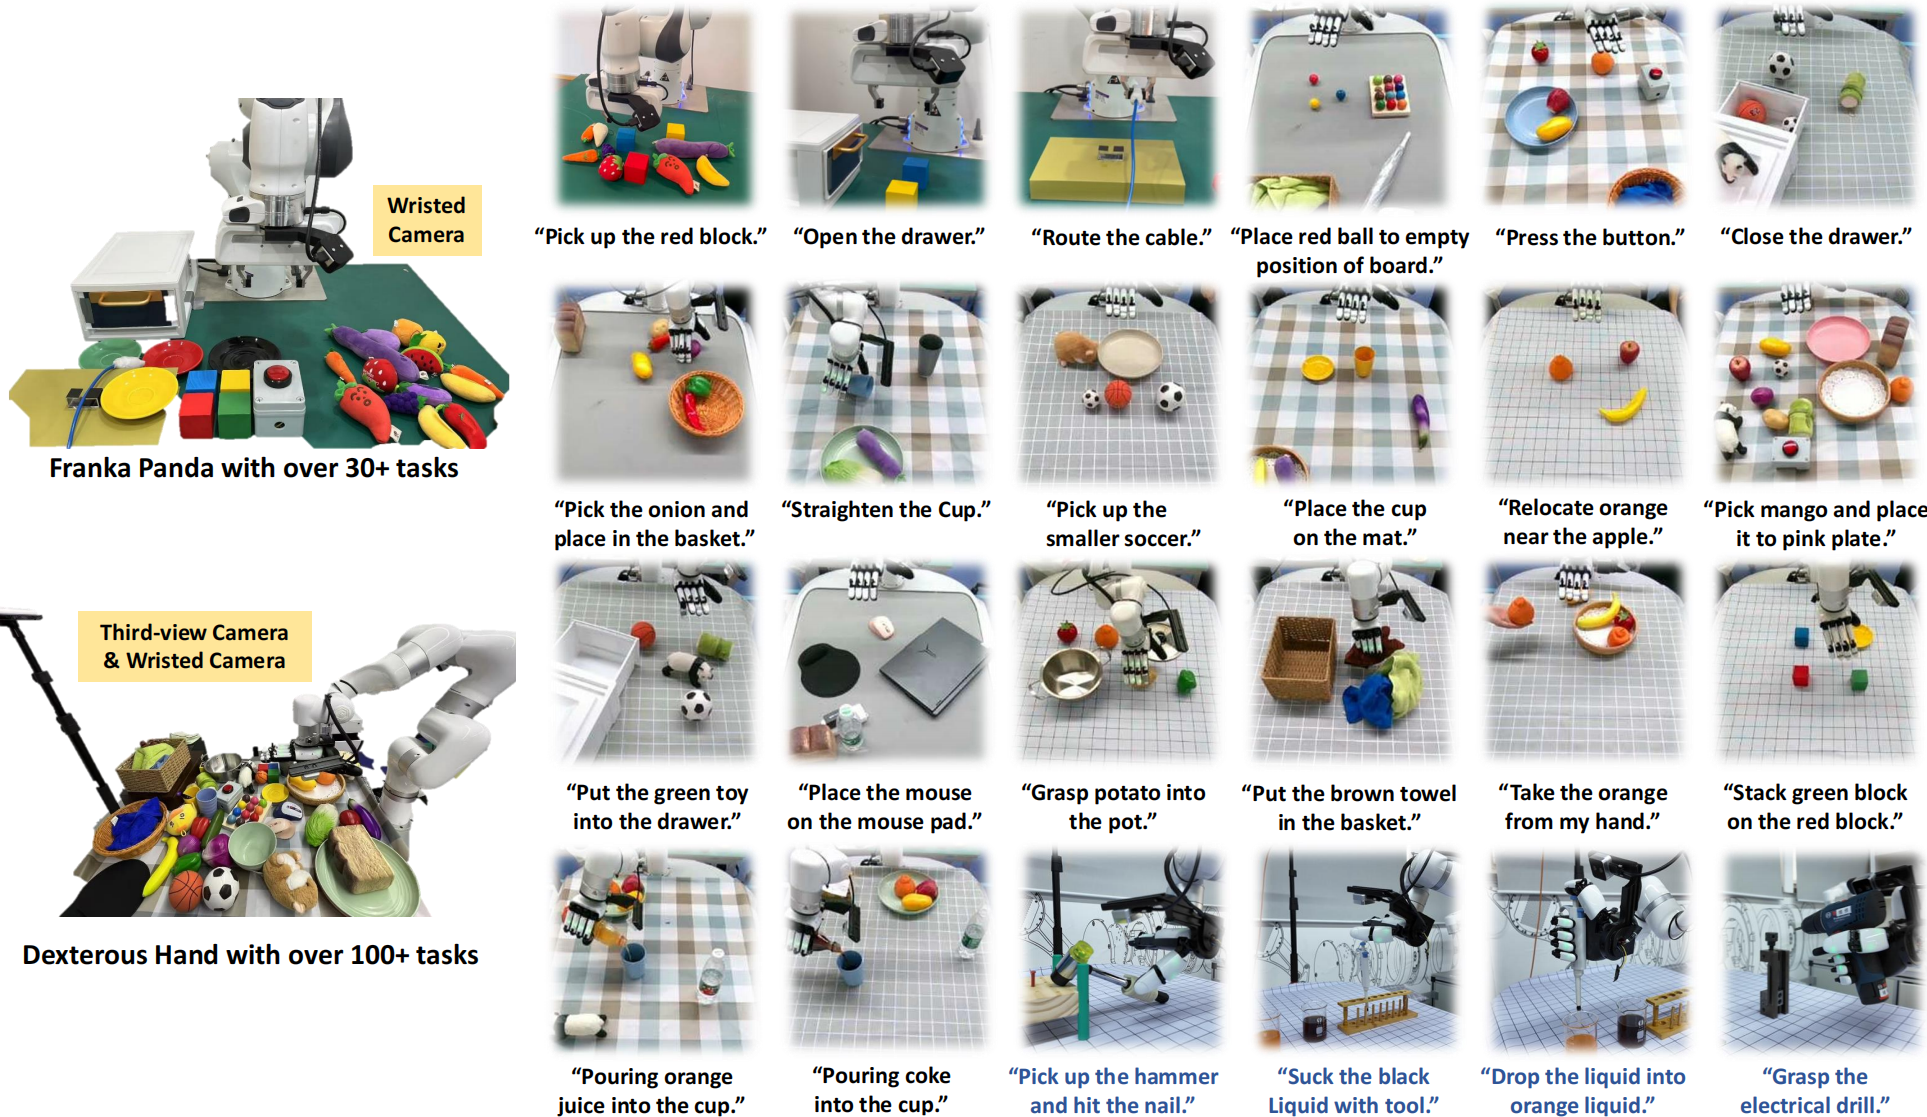 Wristed
Camera
Franka Panda with over 30+ tasks
Third-view Camera
& Wristed Camera
Dexterous Hand with over 100+ tasks
“Pick up the red block.”
“Open the drawer.”
“Route the cable.”
“Place red ball to empty
position of board.”
“Press the button.”
“Close the drawer.”
“Pick the onion and
place in the basket.”
“Straighten the Cup.”
“Pick up the
smaller soccer.”
“Place the cup
on the mat.”
“Relocate orange
near the apple.”
“Pick mango and place
it to pink plate.”
“Put the green toy
into the drawer.”
“Place the mouse
on the mouse pad.”
“Grasp potato into
the pot.”
“Put the brown towel
in the basket.”
“Take the orange
from my hand.”
“Stack green block
on the red block.”
“Pouring orange
juice into the cup.”
“Pouring coke
into the cup.”
“Pick up the hammer
and hit the nail.”
“Suck the black
Liquid with tool.”
“Drop the liquid into
orange liquid.”
“Grasp the
electrical drill.”